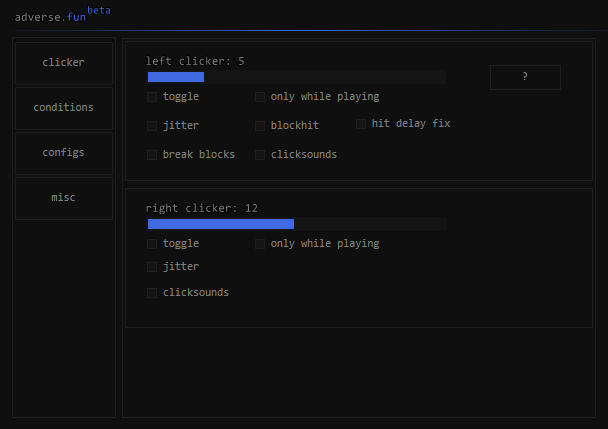 adverse.fun beta
clicker
conditions
configs
misc
left clicker: 5
?
toggle only while playing
jitter blockhit hit delay fix
break blocks clicksounds
right clicker: 12
toggle only while playing
jitter
clicksounds